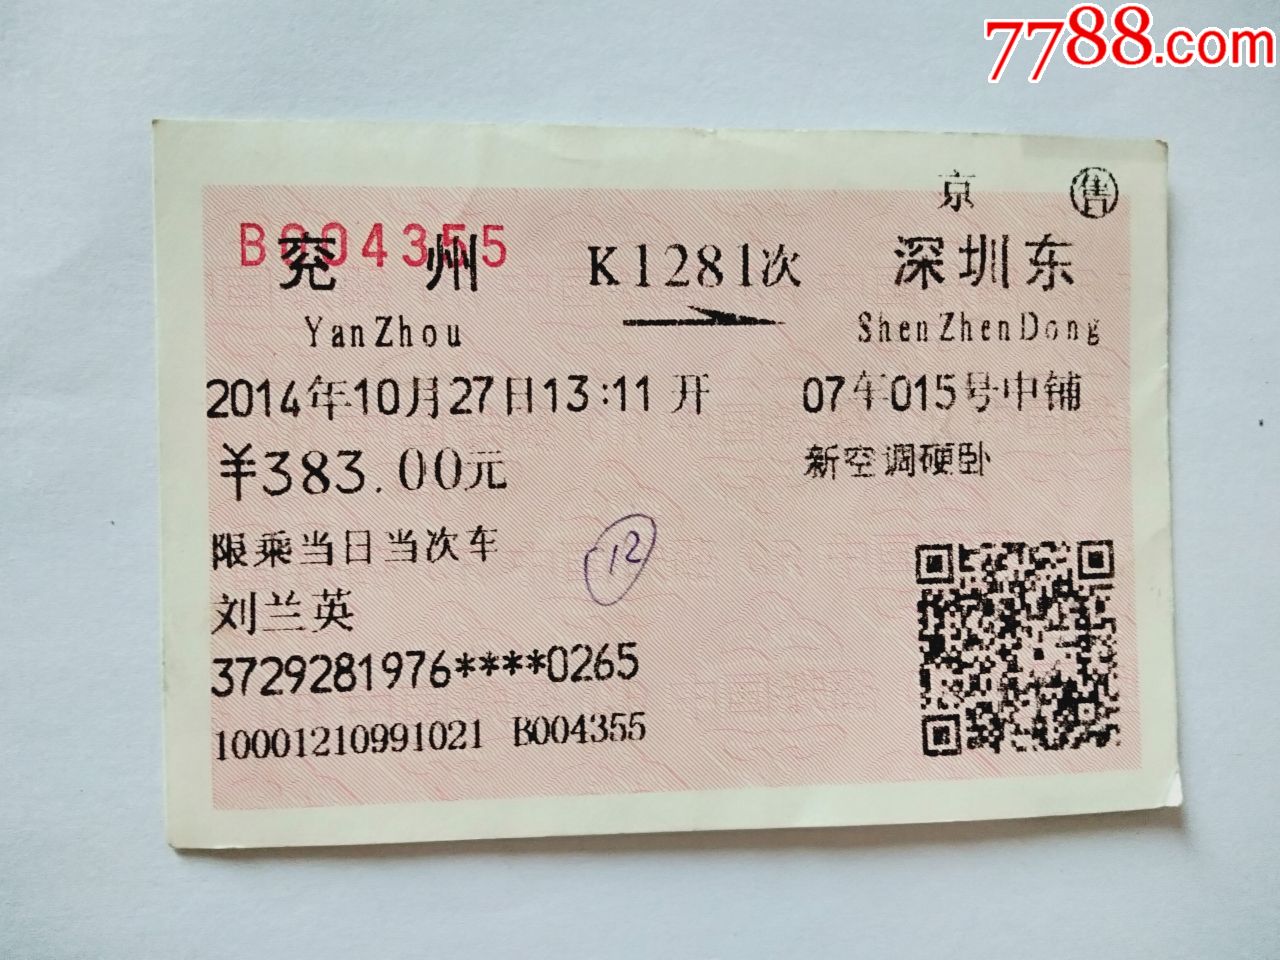 7788.com
京 售
B004355
兖 州 K1281次 深圳东
YanZhou ShenZhenDong
2014年10月27日13:11开 07车015号中铺
¥383.00元 新空调硬卧
限乘当日当次车
12
刘兰英
3729281976****0265
10001210991021 B004355